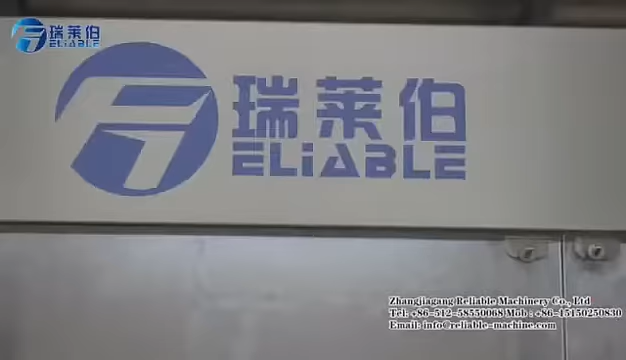 瑞莱伯
ELiABLE
瑞莱伯
ELiABLE
Zhangjiagang Reliable Machinery Co., Ltd
Tel: +86-512-58550068 Mob : +86-15150250830
Email: info@reliable-machine.com